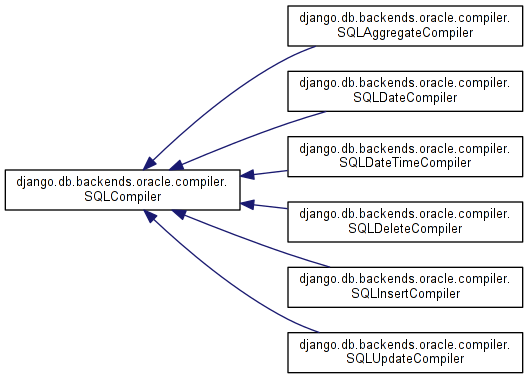 django.db.backends.oracle.compiler.
SQLAggregateCompiler
django.db.backends.oracle.compiler.
SQLDateCompiler
django.db.backends.oracle.compiler.
SQLDateTimeCompiler
django.db.backends.oracle.compiler.
SQLCompiler
django.db.backends.oracle.compiler.
SQLDeleteCompiler
django.db.backends.oracle.compiler.
SQLInsertCompiler
django.db.backends.oracle.compiler.
SQLUpdateCompiler